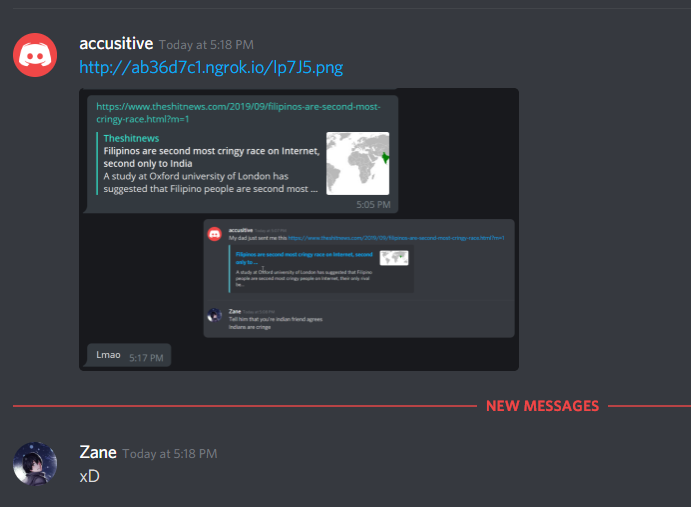 accusitive Today at 5:18 PM
http://ab36d7c1.ngrok.io/lp7J5.png
https://www.theshitnews.com/2019/09/filipinos-are-second-most-
cringy-race.html?m=1
Theshitnews
Filipinos are second most cringy race on Internet,
second only to India
A study at Oxford university of London has
suggested that Filipino people are second most ...
5:05 PM
accusitive Today at
My dad just sent me this https://www.theshitnews.com/2019/09/filipinos-are-second-most-cringy-race.html?m=1
Filipinos are second most cringy race on Internet, second
only to ...
A study at Oxford university of London has suggested that Filipino
people are second most cringy people on Internet, their only rival
be...
Zane Today at
Tell him that you're indian friend agrees
Indians are cringe
Lmao 5:17 PM
NEW MESSAGES
Zane Today at 5:18 PM
xD